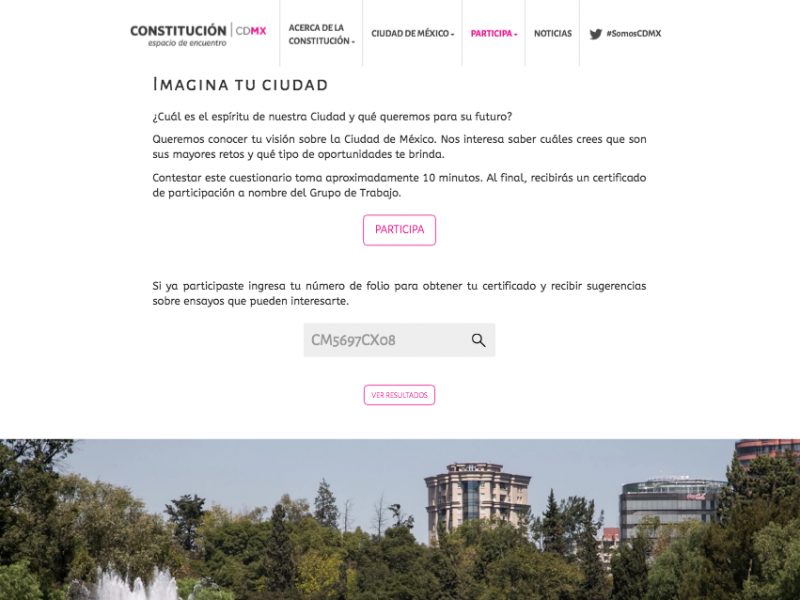 CONSTITUCIÓN | CDMX
espacio de encuentro
ACERCA DE LA
CONSTITUCIÓN
CIUDAD DE MÉXICO
PARTICIPA
NOTICIAS
#SomosCDMX
Imagina tu ciudad
¿Cuál es el espíritu de nuestra Ciudad y qué queremos para su futuro?
Queremos conocer tu visión sobre la Ciudad de México. Nos interesa saber cuáles crees que son
sus mayores retos y qué tipo de oportunidades te brinda.
Contestar este cuestionario toma aproximadamente 10 minutos. Al final, recibirás un certificado
de participación a nombre del Grupo de Trabajo.
PARTICIPA
Si ya participaste ingresa tu número de folio para obtener tu certificado y recibir sugerencias
sobre ensayos que pueden interesarte.
CM5697CX08
VER RESULTADOS